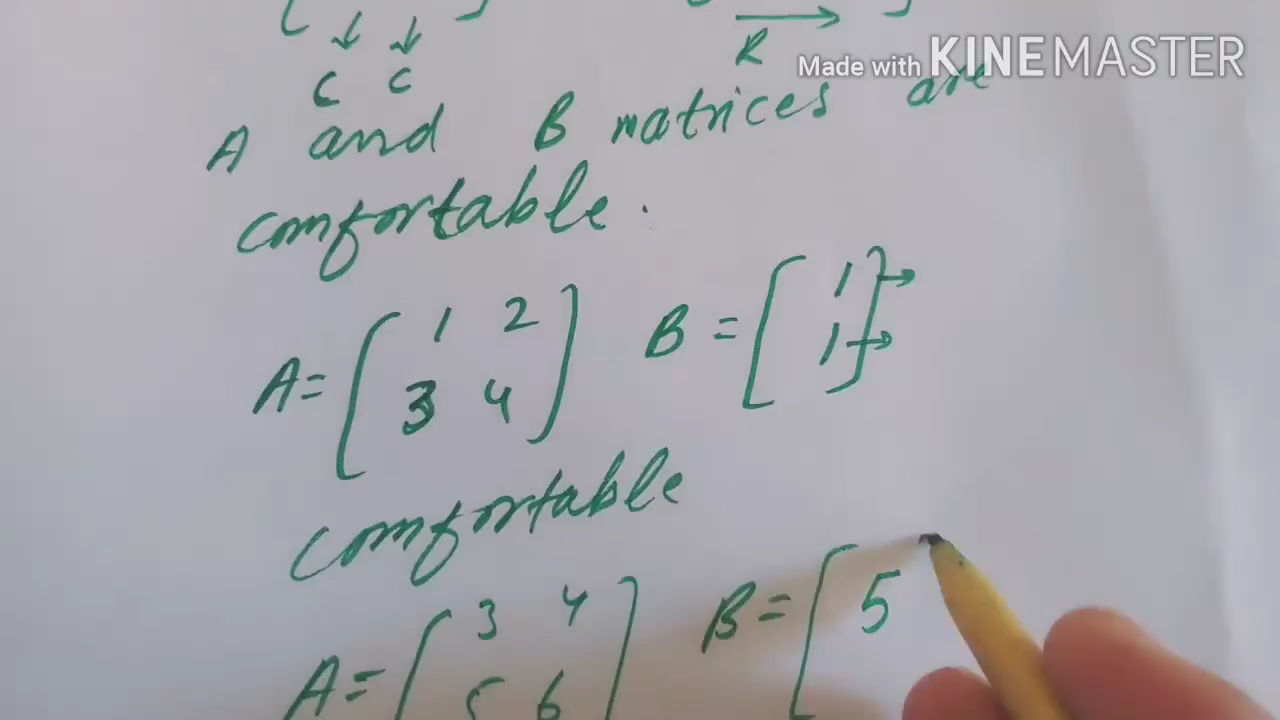 C C R
Made with KINEMASTER
A and B matrices are
comfortable.
A = [ 1 2 B = [ 1
3 4 ] 1 ]
comfortable
A = [ 3 4 B = [ 5
5 6 ]